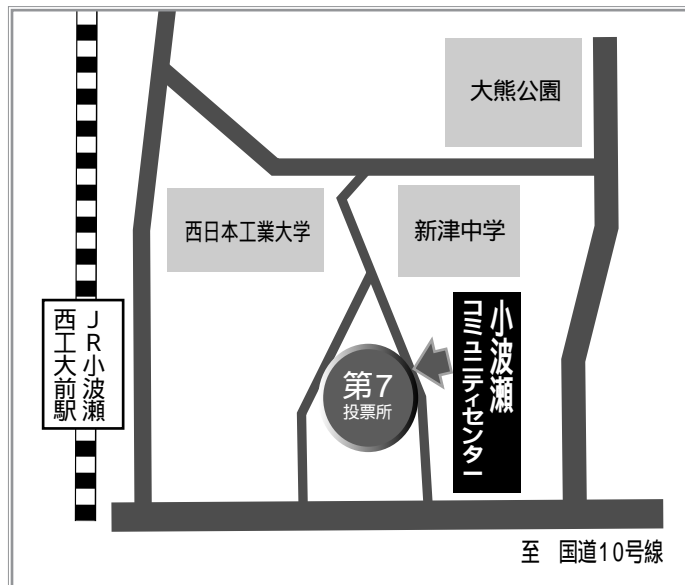 大熊公園
西日本工業大学
新津中学
JR小波瀬
西工大前駅
小波瀬
コミュニティセンター
第7
投票所
至 国道10号線